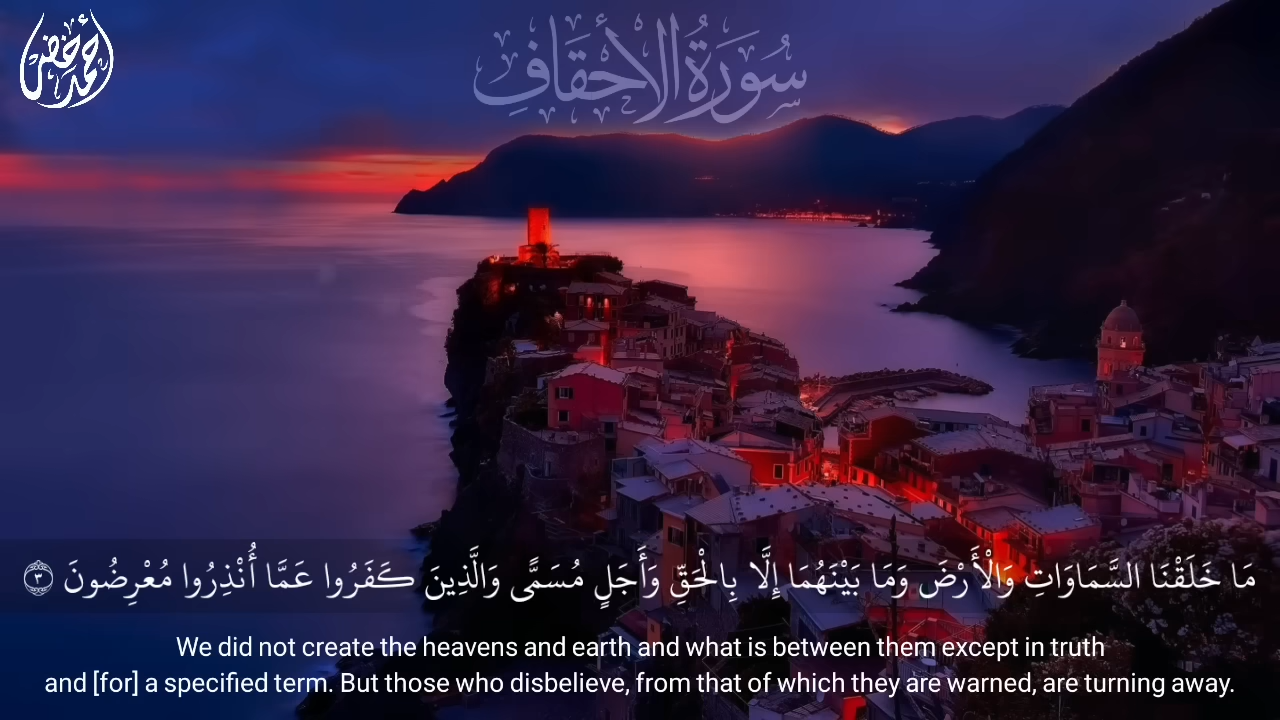 أحمد خضر
سُورَةُ الأَحْقَافِ
مَا خَلَقْنَا السَّمَاوَاتِ وَالْأَرْضَ وَمَا بَيْنَهُمَا إِلَّا بِالْحَقِّ وَأَجَلٍ مُسَمًّى وَالَّذِينَ كَفَرُوا عَمَّا أُنْذِرُوا مُعْرِضُونَ ٣
We did not create the heavens and earth and what is between them except in truth
and [for] a specified term. But those who disbelieve, from that of which they are warned, are turning away.